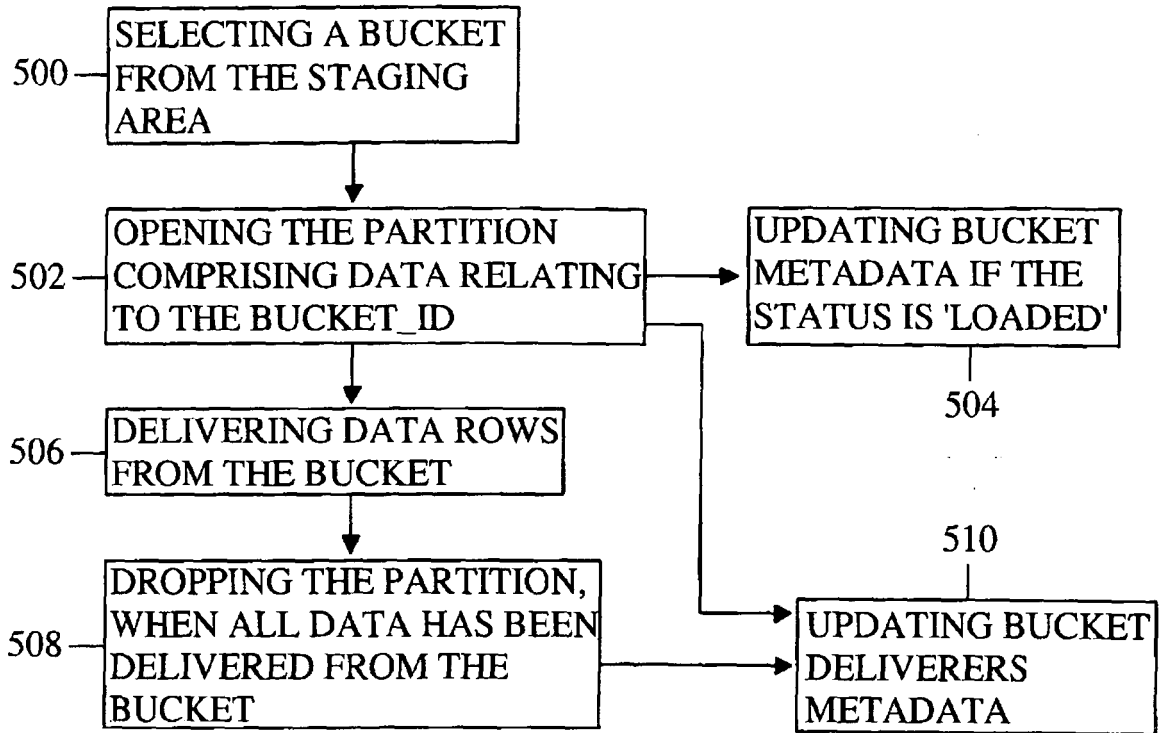 500
SELECTING A BUCKET
FROM THE STAGING
AREA
502
OPENING THE PARTITION
COMPRISING DATA RELATING
TO THE BUCKET_ID
UPDATING BUCKET
METADATA IF THE
STATUS IS 'LOADED'
504
506
DELIVERING DATA ROWS
FROM THE BUCKET
508
DROPPING THE PARTITION,
WHEN ALL DATA HAS BEEN
DELIVERED FROM THE
BUCKET
510
UPDATING BUCKET
DELIVERERS
METADATA